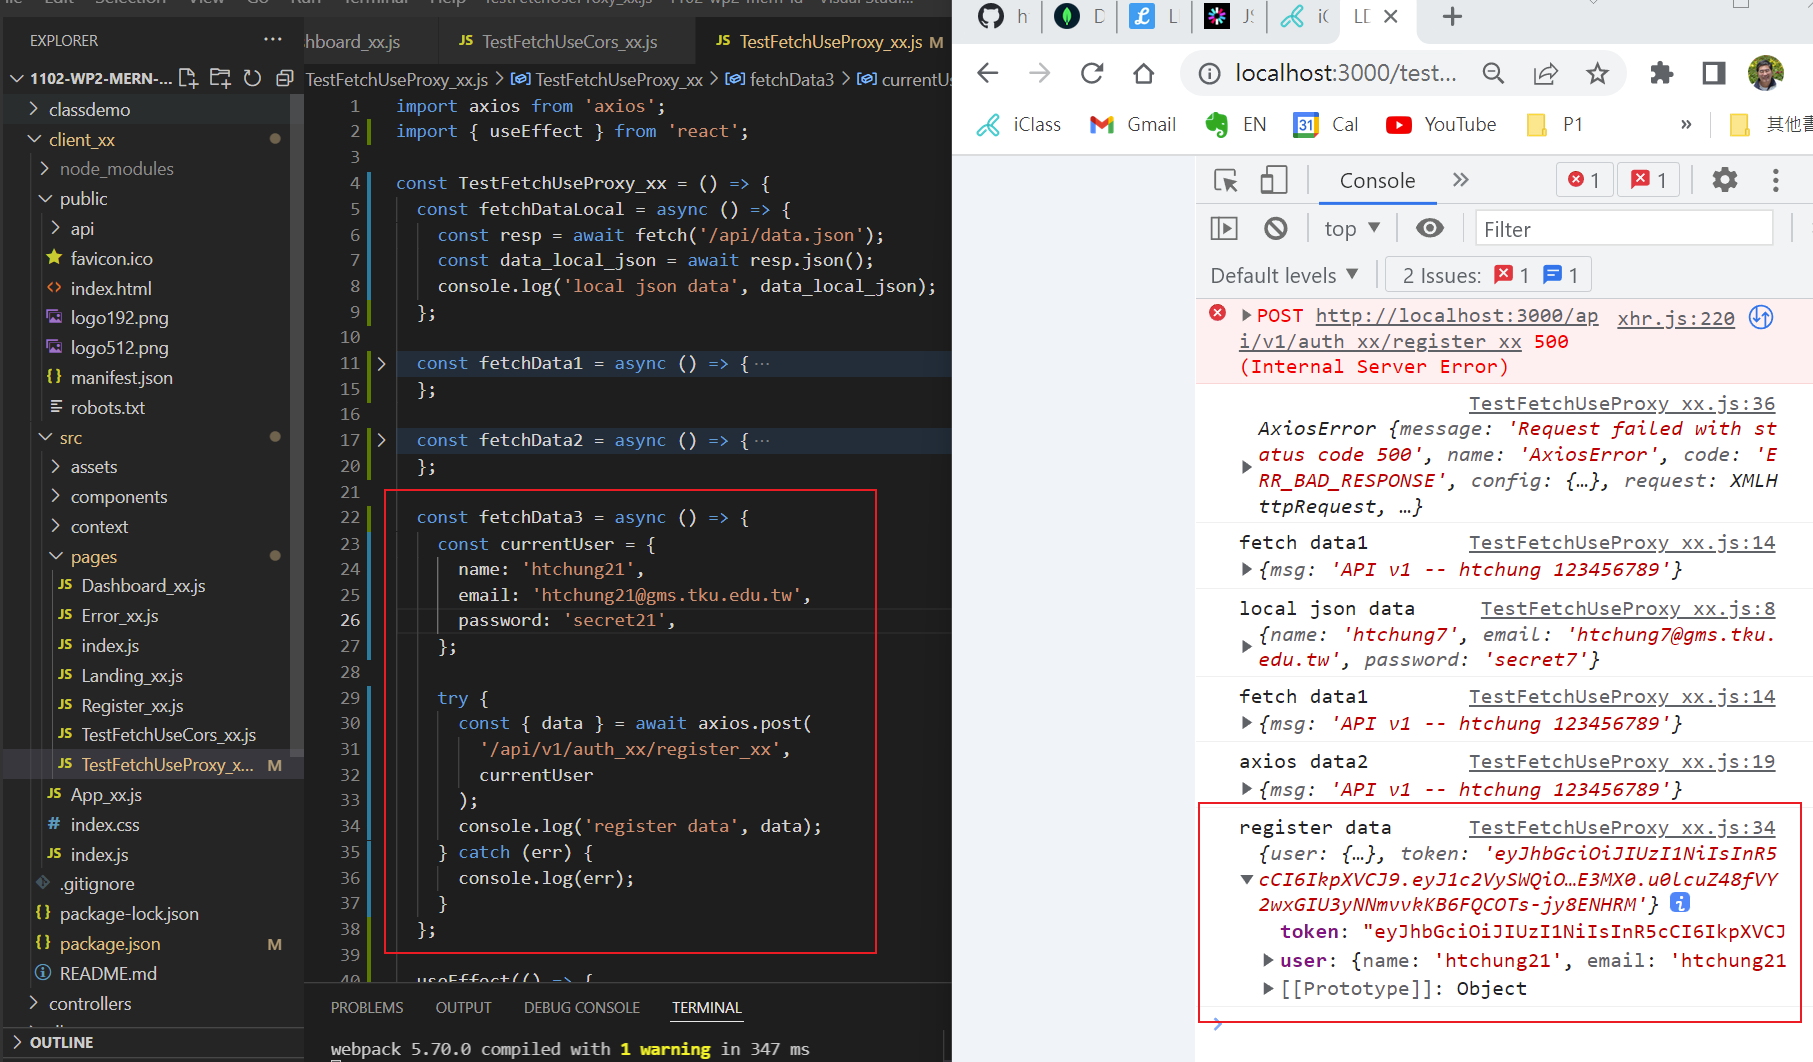 EXPLORER
1102-WP2-MERN-...
classdemo
client_xx
node_modules
public
api
favicon.ico
index.html
logo192.png
logo512.png
manifest.json
robots.txt
src
assets
components
context
pages
Dashboard_xx.js
Error_xx.js
index.js
Landing_xx.js
Register_xx.js
TestFetchUseCors_xx.js
TestFetchUseProxy_x... M
App_xx.js
index.css
index.js
.gitignore
package-lock.json
package.json M
README.md
controllers
OUTLINE
hboard_xx.js
JS TestFetchUseCors_xx.js
JS TestFetchUseProxy_xx.js M
TestFetchUseProxy_xx.js > TestFetchUseProxy_xx > fetchData3 > currentUs
1 import axios from 'axios';
2 import { useEffect } from 'react';
3
4 const TestFetchUseProxy_xx = () => {
5 const fetchDataLocal = async () => {
6 const resp = await fetch('/api/data.json');
7 const data_local_json = await resp.json();
8 console.log('local json data', data_local_json);
9 };
10
11 const fetchData1 = async () => { ...
15 };
16
17 const fetchData2 = async () => { ...
20 };
21
22 const fetchData3 = async () => {
23 const currentUser = {
24 name: 'htchung21',
25 email: 'htchung21@gms.tku.edu.tw',
26 password: 'secret21',
27 };
28
29 try {
30 const { data } = await axios.post(
31 '/api/v1/auth_xx/register_xx',
32 currentUser
33 );
34 console.log('register data', data);
35 } catch (err) {
36 console.log(err);
37 }
38 };
39
40 useEffect(() => {
PROBLEMS OUTPUT DEBUG CONSOLE TERMINAL
webpack 5.70.0 compiled with 1 warning in 347 ms
localhost:3000/test...
iClass Gmail EN Cal YouTube P1 » 其他書
Console » 1 1
top Filter
Default levels 2 Issues: 1 1
POST http://localhost:3000/ap xhr.js:220
i/v1/auth_xx/register_xx 500
(Internal Server Error)
TestFetchUseProxy_xx.js:36
AxiosError {message: 'Request failed with st
atus code 500', name: 'AxiosError', code: 'E
RR_BAD_RESPONSE', config: {…}, request: XMLH
ttpRequest, …}
fetch data1 TestFetchUseProxy_xx.js:14
{msg: 'API v1 -- htchung 123456789'}
local json data TestFetchUseProxy_xx.js:8
{name: 'htchung7', email: 'htchung7@gms.tku.
edu.tw', password: 'secret7'}
fetch data1 TestFetchUseProxy_xx.js:14
{msg: 'API v1 -- htchung 123456789'}
axios data2 TestFetchUseProxy_xx.js:19
{msg: 'API v1 -- htchung 123456789'}
register data TestFetchUseProxy_xx.js:34
{user: {…}, token: 'eyJhbGciOiJIUzI1NiIsInR5
cCI6IkpXVCJ9.eyJ1c2VySWQiO…E3MX0.u0lcuZ48fVY
2wxGIU3yNNmvvkKB6FQCOTs-jy8ENHRM'}
token: "eyJhbGciOiJIUzI1NiIsInR5cCI6IkpXVCJ
user: {name: 'htchung21', email: 'htchung21
[[Prototype]]: Object